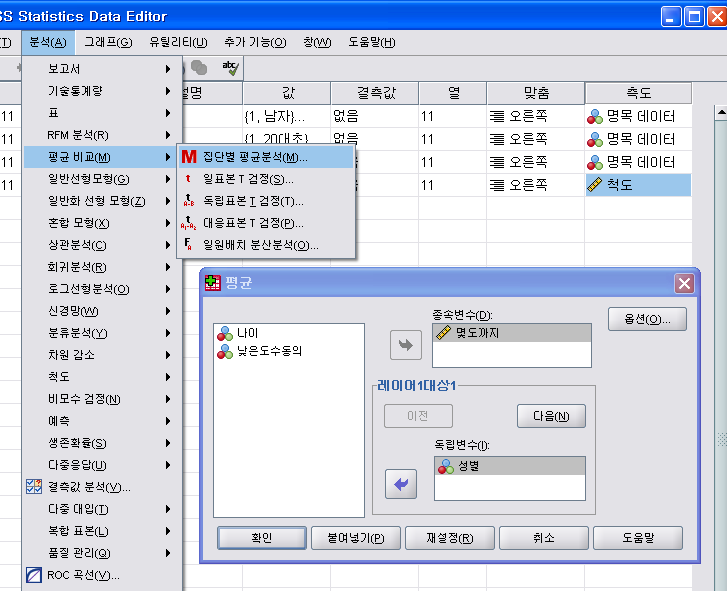 SS Statistics Data Editor
(T) 분석(A) 그래프(G) 유틸리티(U) 추가 기능(O) 창(W) 도움말(H)
보고서
기술통계량
표
RFM 분석(R)
평균 비교(M)
일반선형모형(G)
일반화 선형 모형(Z)
혼합 모형(X)
상관분석(C)
회귀분석(R)
로그선형분석(O)
신경망(W)
분류분석(Y)
차원 감소
척도
비모수 검정(N)
예측
생존확률(S)
다중응답(U)
결측값 분석(V)...
다중 대입(T)
복합 표본(L)
품질 관리(Q)
ROC 곡선(V)...
abc
설명 값 결측값 열 맞춤 측도
11 {1, 남자}... 없음 11 오른쪽 명목 데이터
11 {1, 20대초} 없음 11 오른쪽 명목 데이터
11 11 오른쪽 명목 데이터
11 11 오른쪽 척도
M 집단별 평균분석(M)...
t 일표본 T 검정(S)...
t A-B 독립표본 T 검정(T)...
t A₁-A₂ 대응표본 T 검정(P)...
F A 일원배치 분산분석(O)...
평균
나이
낮은도수동의
종속변수(D):
몇도까지
옵션(O)...
레이어1대상1
이전
다음(N)
독립변수(I):
성별
확인 붙여넣기(P) 재설정(R) 취소 도움말